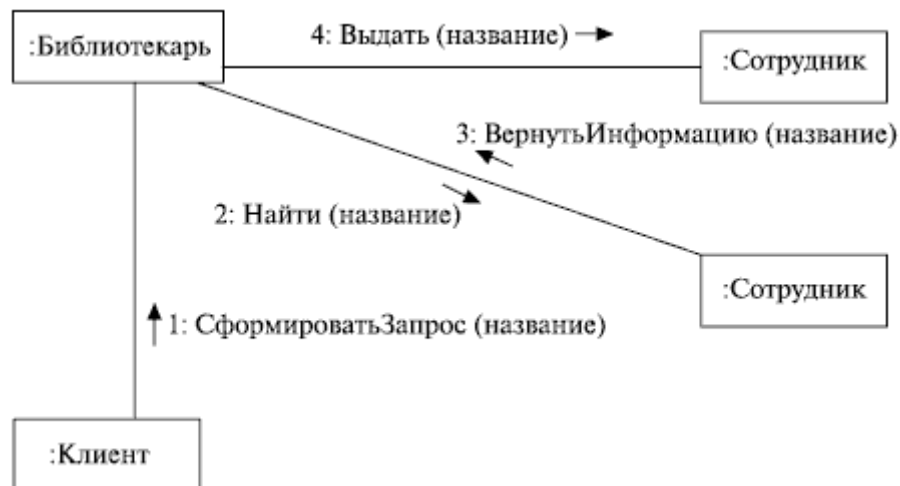 :Библиотекарь
4: Выдать (название)
:Сотрудник
3: ВернутьИнформацию (название)
2: Найти (название)
:Сотрудник
1: СформироватьЗапрос (название)
:Клиент